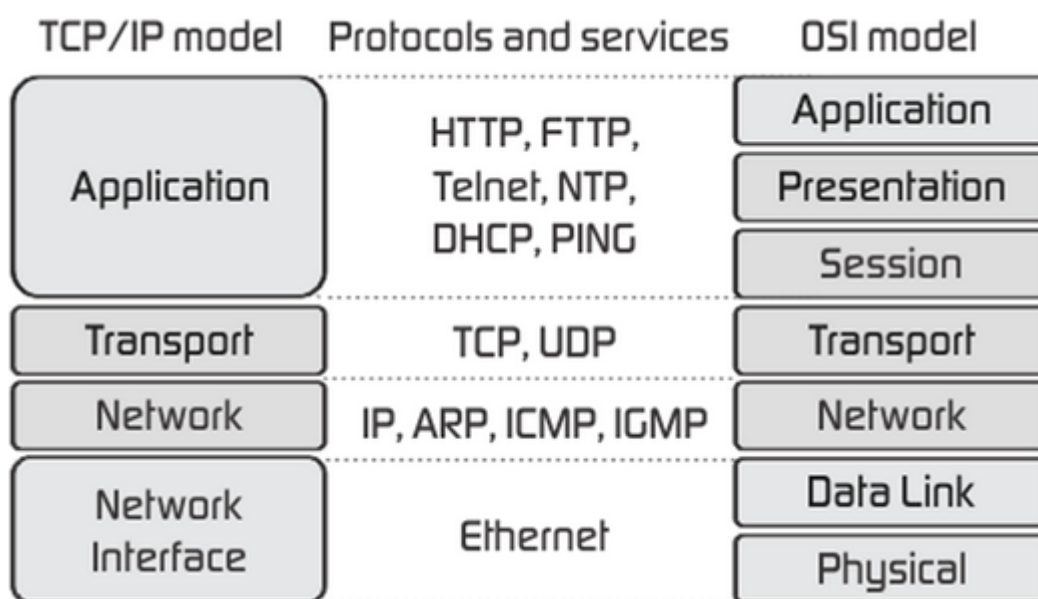 TCP/IP model
Protocols and services
OSI model
Application
HTTP, FTTP,
Telnet, NTP,
DHCP, PING
Application
Presentation
Session
Transport
TCP, UDP
Transport
Network
IP, ARP, ICMP, IGMP
Network
Network
Interface
Ethernet
Data Link
Physical